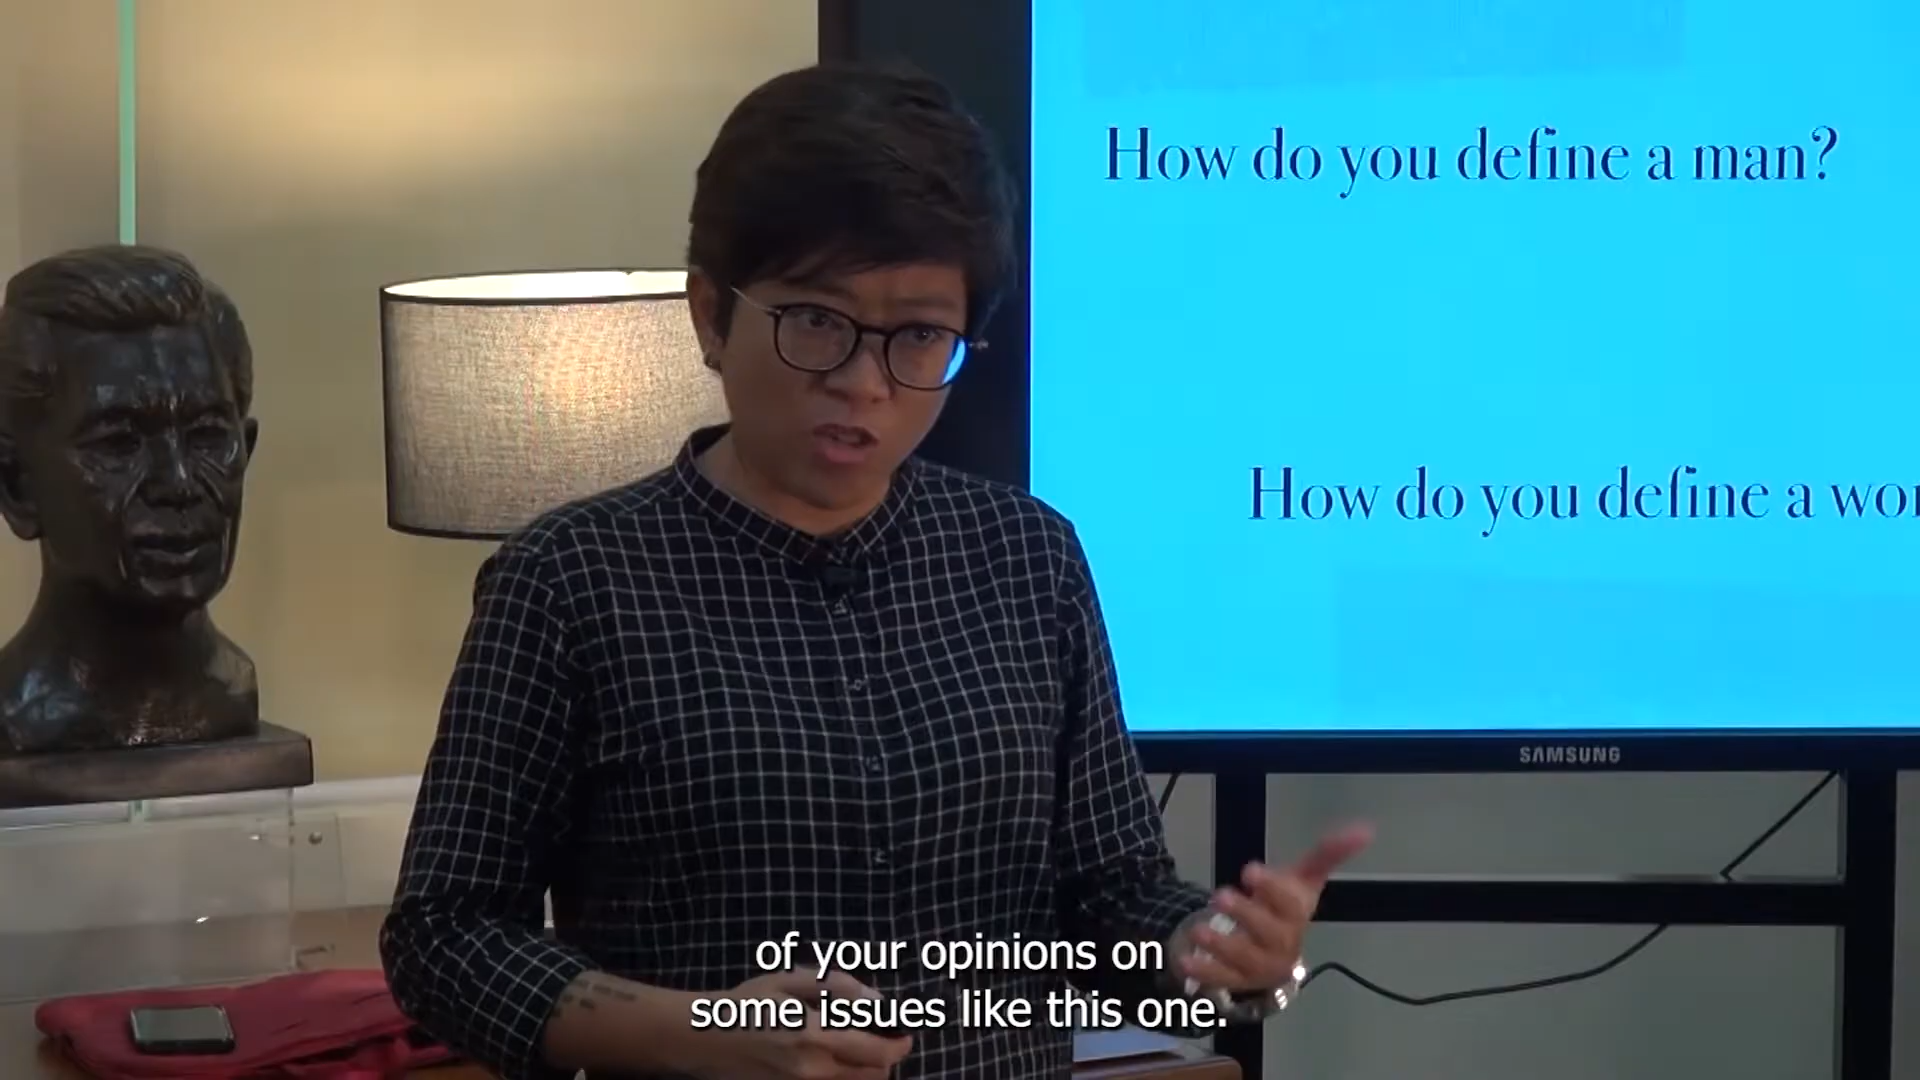 How do you define a man?
How do you define a
SAMSUNG
of your opinions on
some issues like this one.